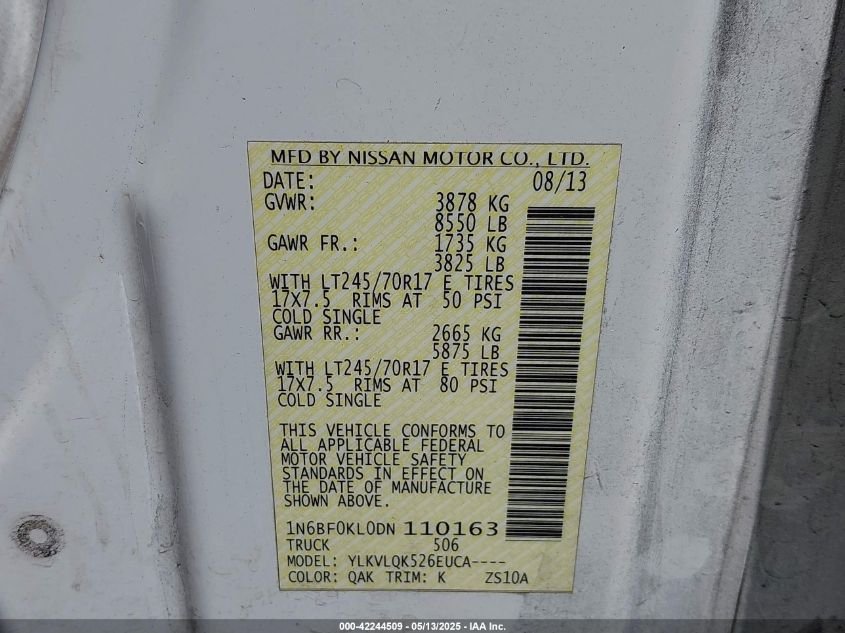 MFD BY NISSAN MOTOR CO., LTD.
DATE: 08/13
GVWR: 3878 KG
8550 LB
GAWR FR.: 1735 KG
3825 LB
WITH LT245/70R17 E TIRES
17X7.5 RIMS AT 50 PSI
COLD SINGLE
GAWR RR.: 2665 KG
5875 LB
WITH LT245/70R17 E TIRES
17X7.5 RIMS AT 80 PSI
COLD SINGLE
THIS VEHICLE CONFORMS TO
ALL APPLICABLE FEDERAL
MOTOR VEHICLE SAFETY
STANDARDS IN EFFECT ON
THE DATE OF MANUFACTURE
SHOWN ABOVE.
1N6BF0KL0DN 110163
TRUCK 506
MODEL: YLKVLQK526EUCA----
COLOR: QAK TRIM: K ZS10A
000-42244509 - 05/13/2025 - IAA Inc.